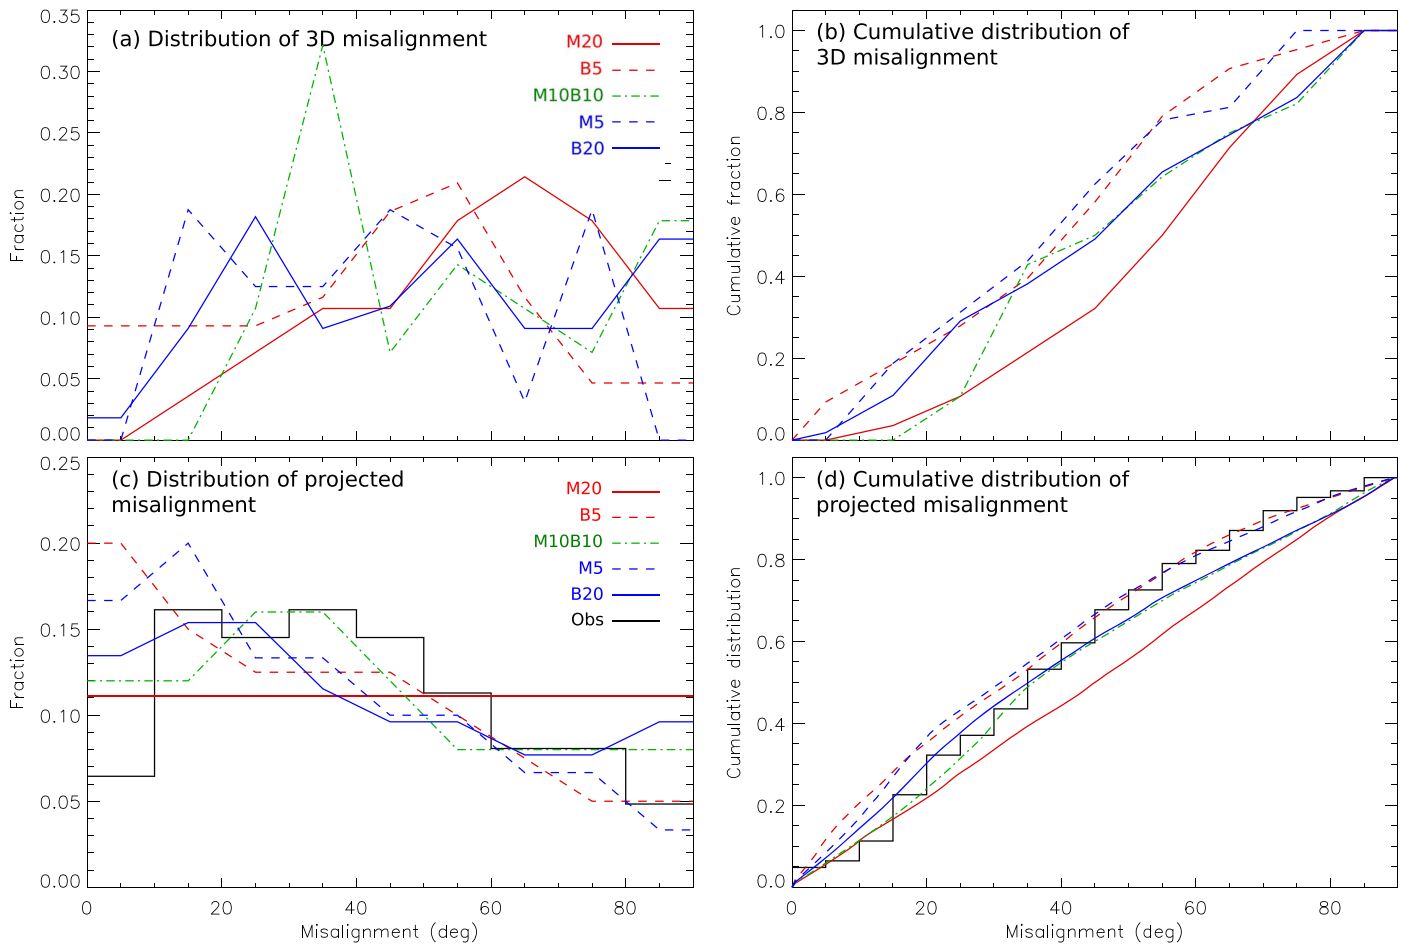 (a) Distribution of 3D misalignment
M20
B5
M10B10
M5
B20
0.35
0.30
0.25
0.20
0.15
0.10
0.05
0.00
Fraction
(b) Cumulative distribution of
3D misalignment
1.0
0.8
0.6
0.4
0.2
0.0
Cumulative fraction
(c) Distribution of projected
misalignment
M20
B5
M10B10
M5
B20
Obs
0.25
0.20
0.15
0.10
0.05
0.00
Fraction
0 20 40 60 80
Misalignment (deg)
(d) Cumulative distribution of
projected misalignment
1.0
0.8
0.6
0.4
0.2
0.0
Cumulative distribution
0 20 40 60 80
Misalignment (deg)